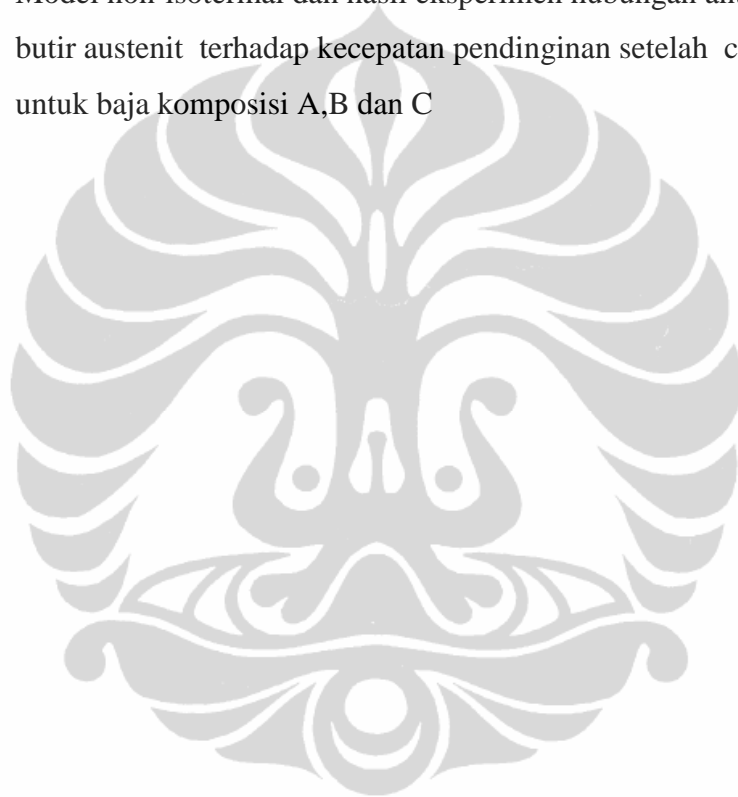 Model non-isotermal dan hasil eksperimen hubungan
butir austenit terhadap kecepatan pendinginan setelah
untuk baja komposisi A,B dan C